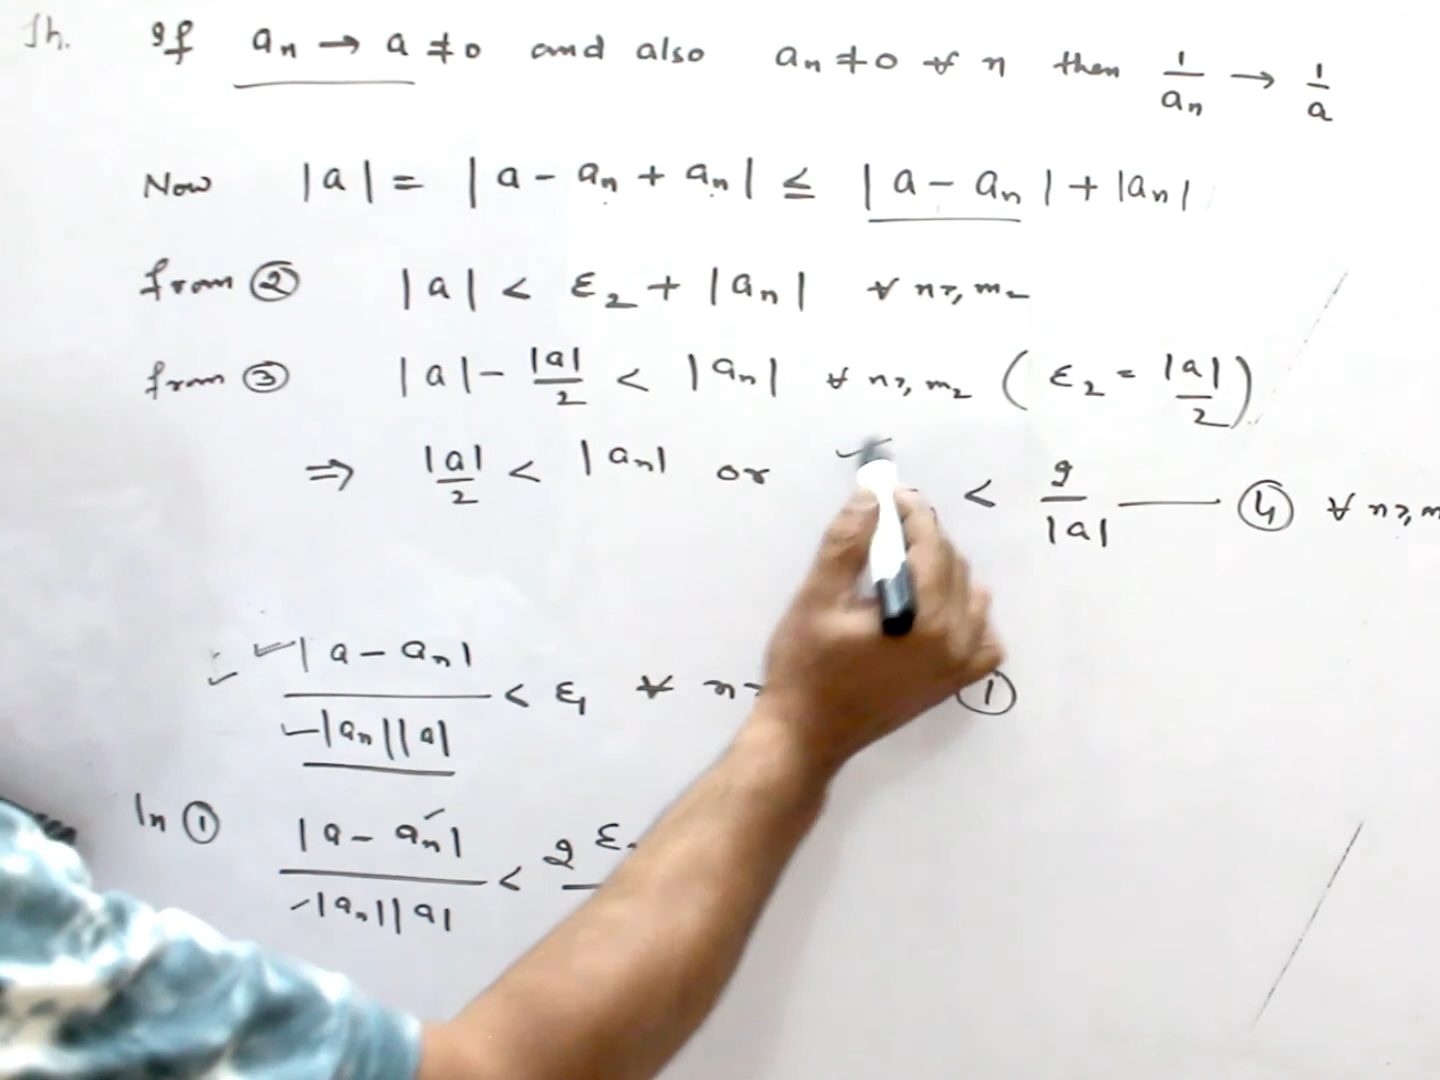 Th. If aₙ → a ≠ 0 and also aₙ ≠ 0 ∀ n then 1/aₙ → 1/a
Now |a| = |a - aₙ + aₙ| ≤ |a - aₙ| + |aₙ|
from ② |a| < ε₂ + |aₙ| ∀ n ≥ m₂
from ③ |a| - |a|/2 < |aₙ| ∀ n ≥ m₂ (ε₂ = |a|/2)
⇒ |a|/2 < |aₙ| or < 2/|a| —— ④ ∀ n ≥ m
|a - aₙ|/|aₙ||a| < ε₁ ∀ n ≥ ①
In ① |a - aₙ|/|aₙ||a| < 2 ε